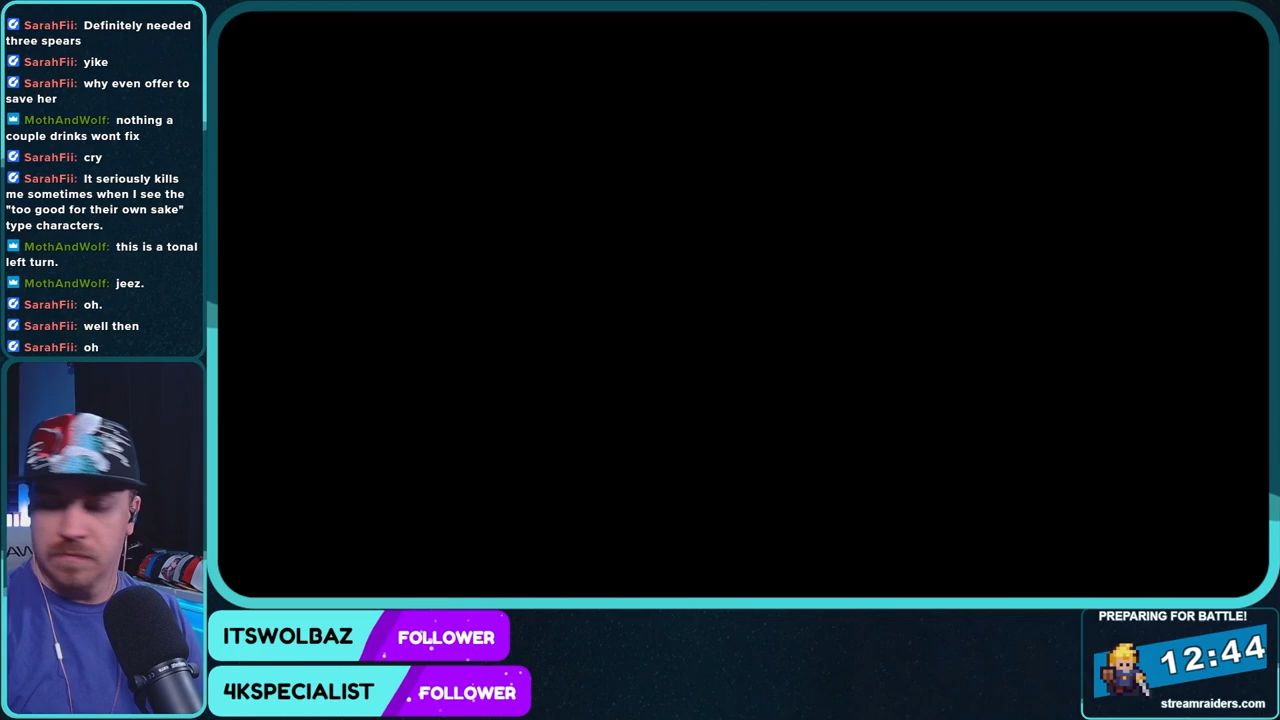 SarahFii: Definitely needed
three spears
SarahFii: yike
SarahFii: why even offer to
save her
MothAndWolf: nothing a
couple drinks wont fix
SarahFii: cry
SarahFii: It seriously kills
me sometimes when I see the
"too good for their own sake"
type characters.
MothAndWolf: this is a tonal
left turn.
MothAndWolf: jeez.
SarahFii: oh.
SarahFii: well then
SarahFii: oh
ITSWOLBAZ FOLLOWER
4KSPECIALIST FOLLOWER
PREPARING FOR BATTLE!
12:44
streamraiders.com